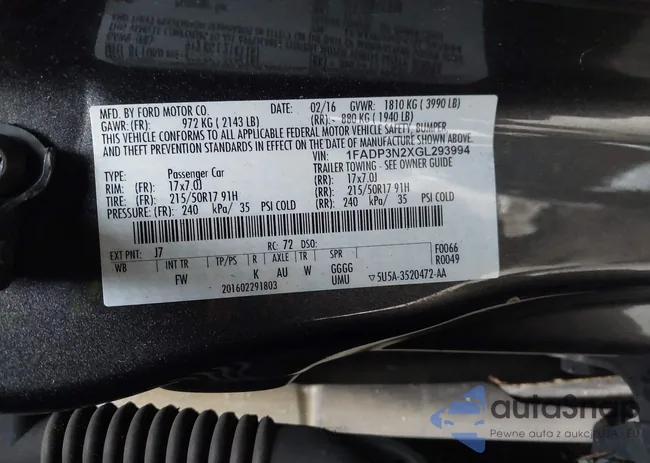 MFD. BY FORD MOTOR CO. DATE: 02/16 GVWR: 1810 KG ( 3990 LB)
GAWR: (FR): 972 KG ( 2143 LB) (RR): 880 KG ( 1940 LB)
THIS VEHICLE CONFORMS TO ALL APPLICABLE FEDERAL MOTOR VEHICLE SAFETY, BUMPER
AND THEFT PREVENTION STANDARDS IN EFFECT ON THE DATE OF MANUFACTURE SHOWN ABOVE.
VIN: 1FADP3N2XGL293994
TYPE: Passenger Car TRAILER TOWING - SEE OWNER GUIDE
RIM: (FR): 17x7.0J (RR): 17x7.0J
TIRE: (FR): 215/50R17 91H (RR): 215/50R17 91H
PRESSURE: (FR): 240 kPa/ 35 PSI COLD (RR): 240 kPa/ 35 PSI COLD
EXT PNT: J7 RC: 72 DSO: F0066
WB INT TR TP/PS R AXLE TR SPR R0049
FW K AU W GGGG
UMU 5U5A-3520472-AA
201602291803
autaSnap
Pewne auta z aukcji USA - EU